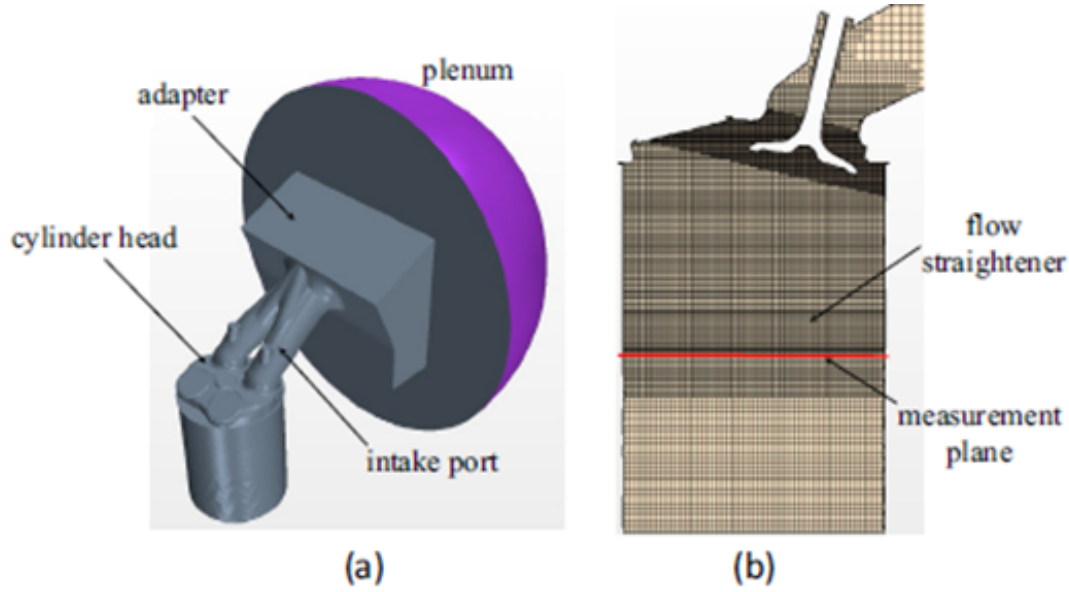 plenum
adapter
cylinder head
intake port
(a)
flow
straightener
measurement
plane
(b)